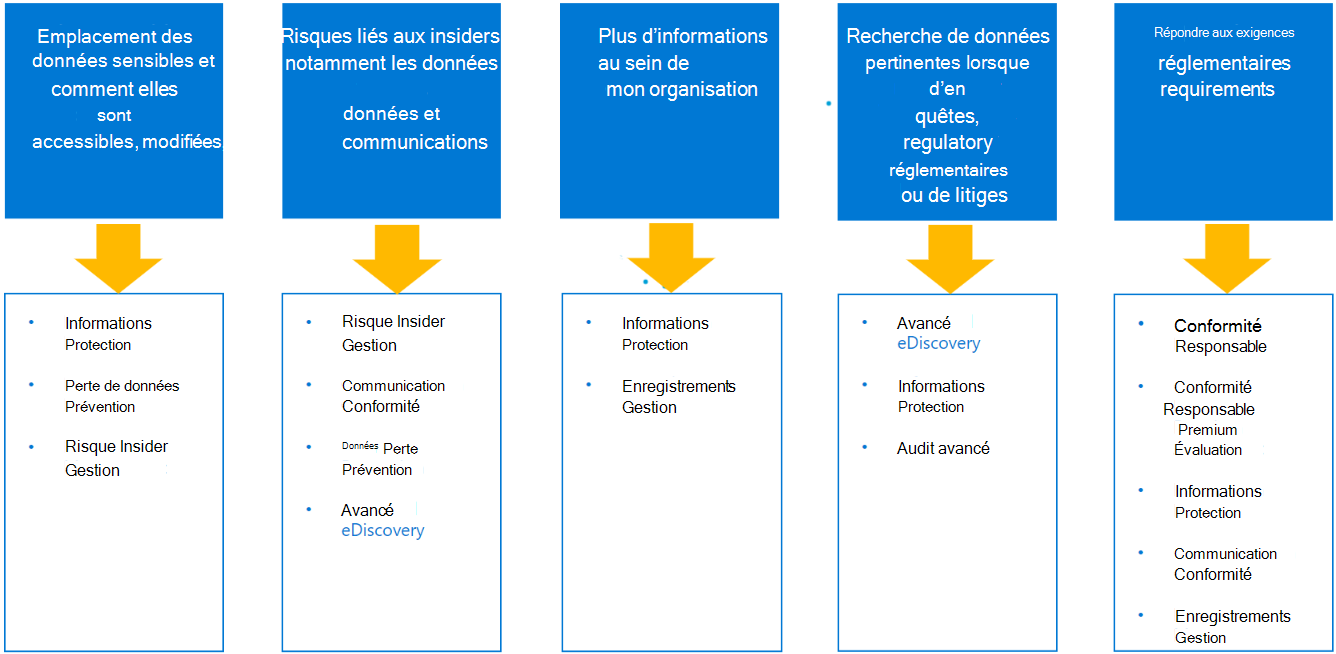 Emplacement des
données sensibles et
comment elles
sont
accessibles, modifiées
Risques liés aux insiders
notamment les données
données et
communications
Plus d’informations
au sein de
mon organisation
Recherche de données
pertinentes lorsque
d’en
quêtes,
regulatory
réglementaires
ou de litiges
Répondre aux exigences
réglementaires
requirements
• Informations
Protection
• Perte de données
Prévention
• Risque Insider
Gestion
• Risque Insider
Gestion
• Communication
Conformité
• Données Perte
Prévention
• Avancé
eDiscovery
• Informations
Protection
• Enregistrements
Gestion
• Avancé
eDiscovery
• Informations
Protection
• Audit avancé
• Conformité
Responsable
• Conformité
Responsable
Premium
Évaluation
• Informations
Protection
• Communication
Conformité
• Enregistrements
Gestion